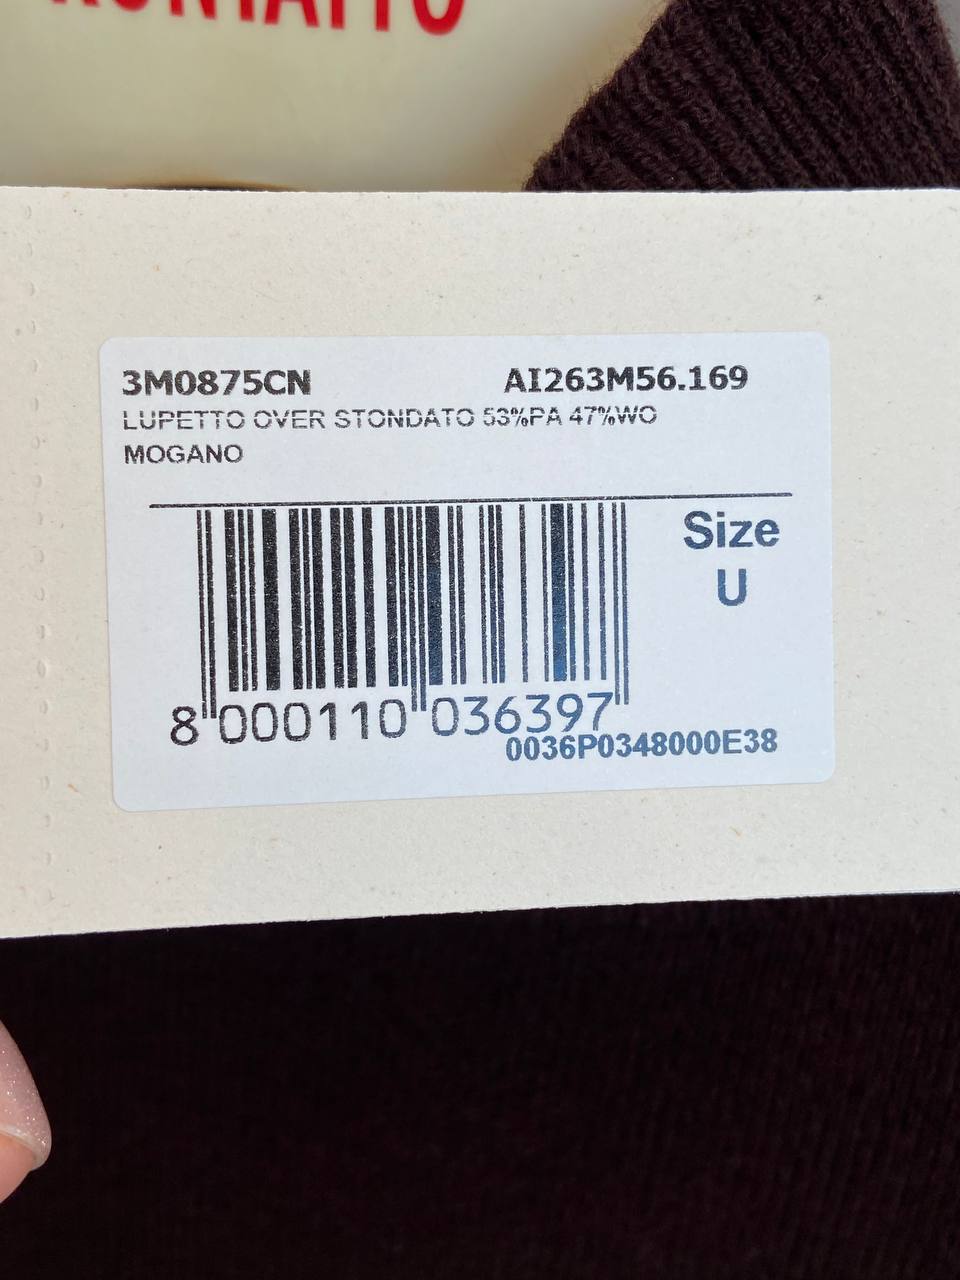 3M0875CN AI263M56.169
LUPETTO OVER STONDATO 53%PA 47%WO
MOGANO
Size
U
8 000110 036397
0036P0348000E38